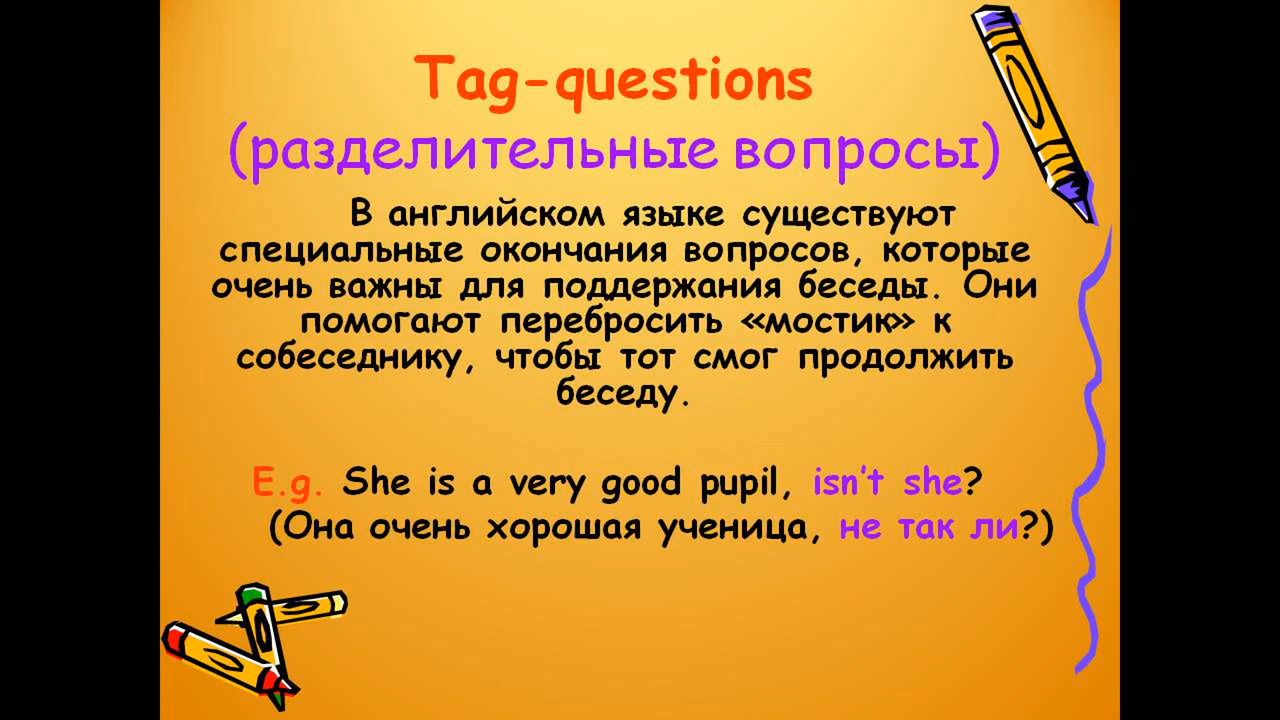 Tag-questions
(разделительные вопросы)
В английском языке существуют
специальные окончания вопросов, которые
очень важны для поддержания беседы. Они
помогают перебросить «мостик» к
собеседнику, чтобы тот смог продолжить
беседу.
E.g. She is a very good pupil, isn't she?
(Она очень хорошая ученица, не так ли?)